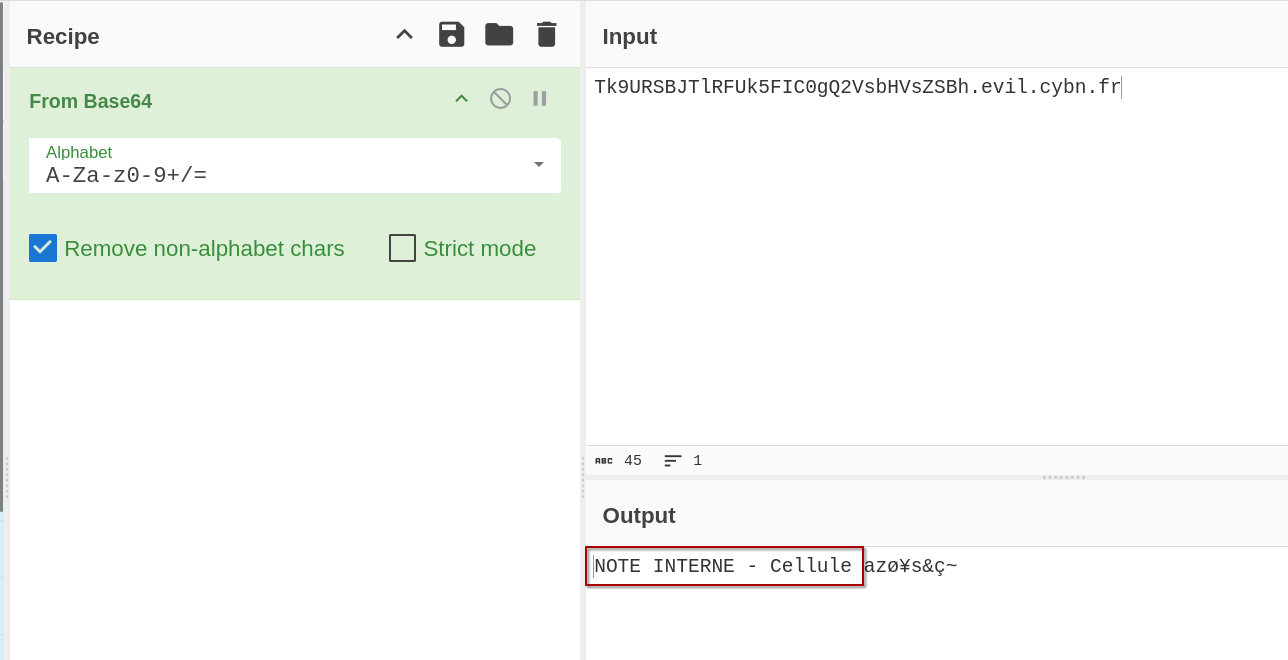 Recipe
From Base64
Alphabet
A-Za-z0-9+/=
Remove non-alphabet chars
Strict mode
Input
Tk9URSBJTlRFUk5FIC0gQ2VsbHVsZSBh.evil.cybn.fr
ABC 45 1
Output
NOTE INTERNE - Cellule azø¥s&ç~